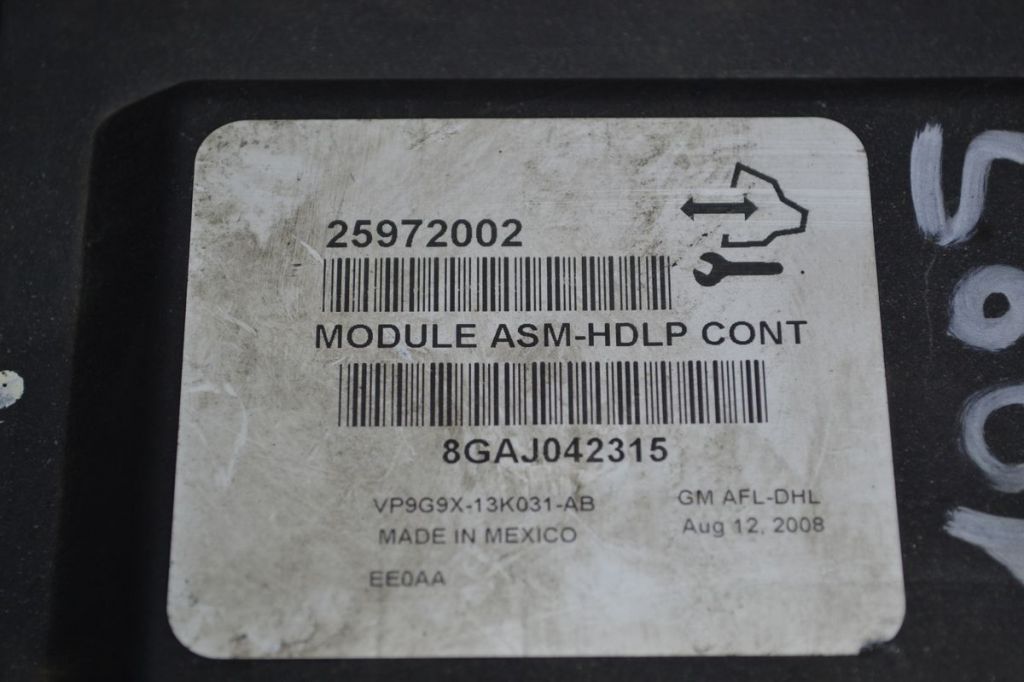 25972002
MODULE ASM-HDLP CONT
8GAJ042315
VP9G9X-13K031-AB
MADE IN MEXICO
EE0AA
GM AFL-DHL
Aug 12, 2008